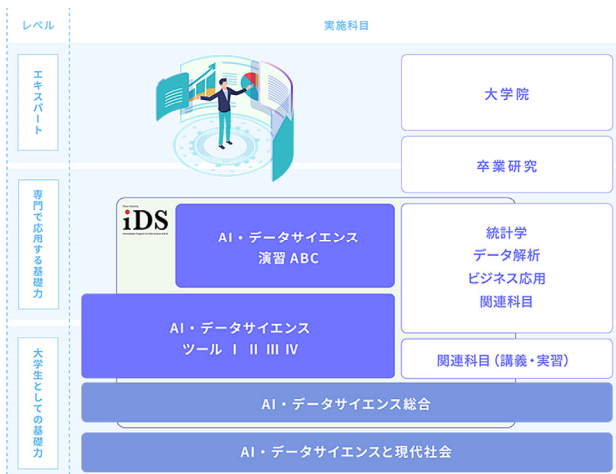 レベル
実施科目
エキスパート
大学院
卒業研究
専門で応用する基礎力
iDS
AI・データサイエンス
演習 ABC
統計学
データ解析
ビジネス応用
関連科目
AI・データサイエンス
ツール Ⅰ Ⅱ Ⅲ Ⅳ
大学生としての基礎力
関連科目（講義・実習）
AI・データサイエンス総合
AI・データサイエンスと現代社会